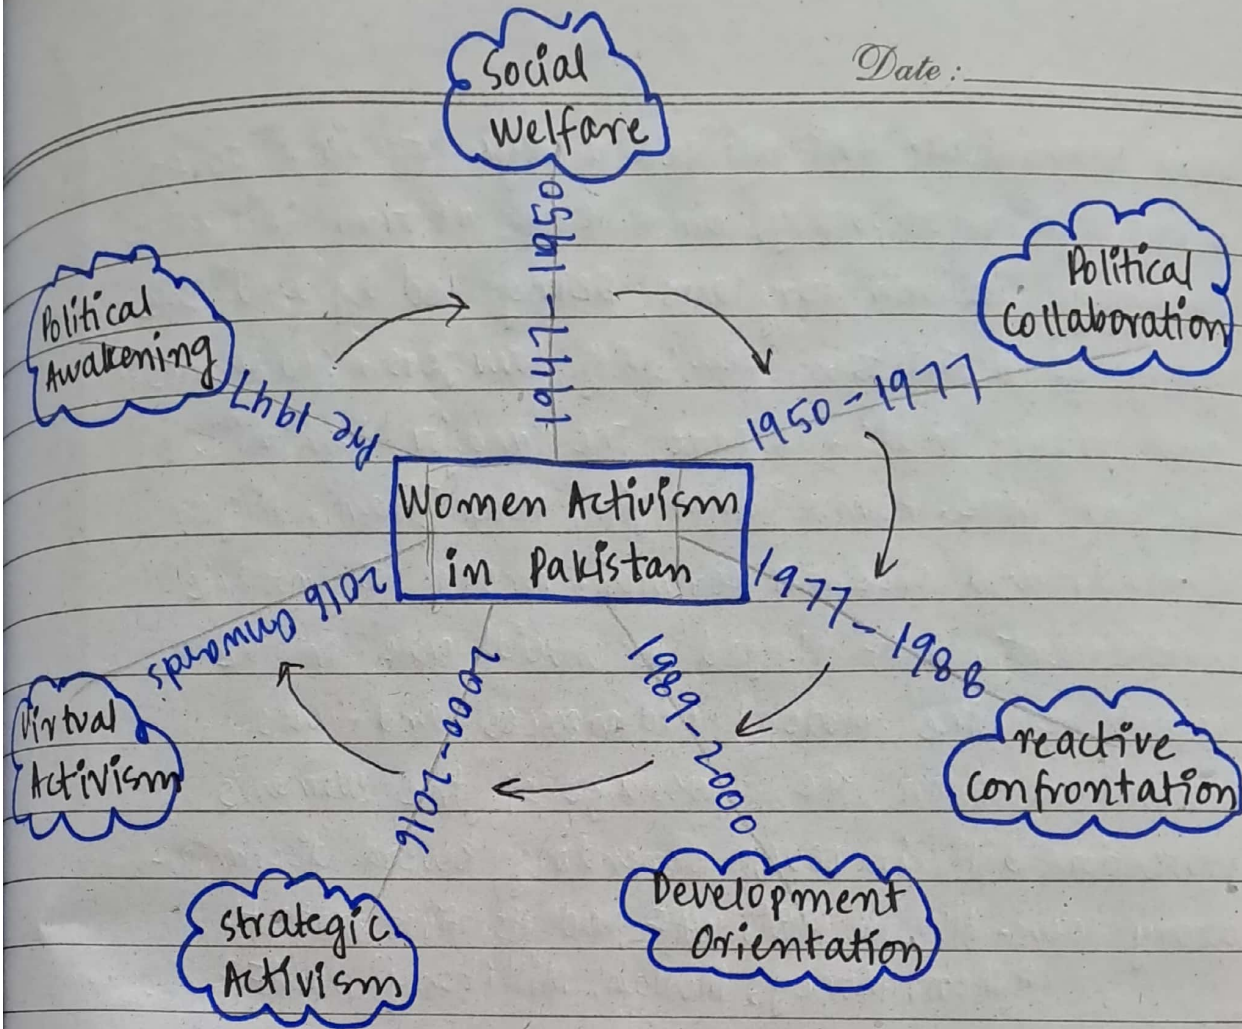 Date :
Social
Welfare
1947-1950
Political
Collaboration
1950-1977
Political
Awakening
Pre 1947
Women Activism
in Pakistan
1977-1988
reactive
Confrontation
1989-2000
Development
Orientation
2000-2016
Strategic
Activism
2016 Onwards
Virtual
Activism